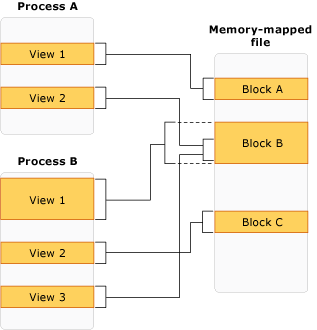 Process A
View 1
View 2
Process B
View 1
View 2
View 3
Memory-mapped
file
Block A
Block B
Block C